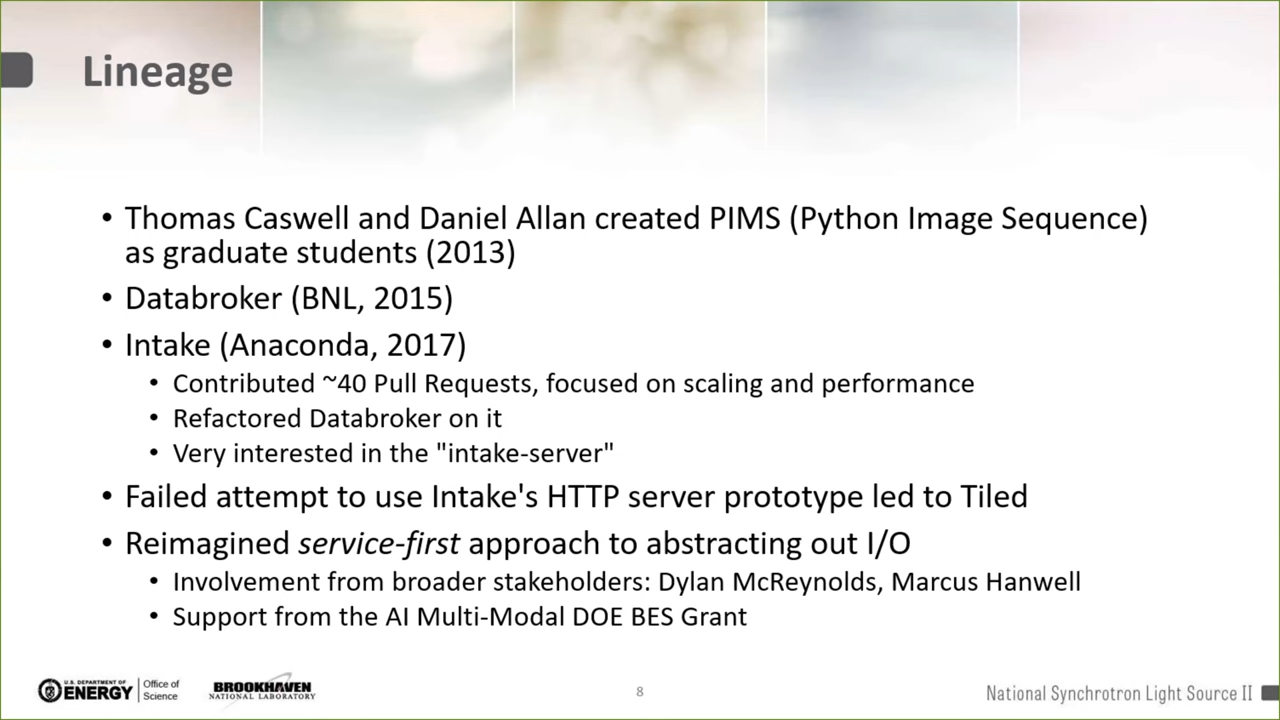 Lineage
• Thomas Caswell and Daniel Allan created PIMS (Python Image Sequence)
as graduate students (2013)
• Databroker (BNL, 2015)
• Intake (Anaconda, 2017)
• Contributed ~40 Pull Requests, focused on scaling and performance
• Refactored Databroker on it
• Very interested in the "intake-server"
• Failed attempt to use Intake's HTTP server prototype led to Tiled
• Reimagined service-first approach to abstracting out I/O
• Involvement from broader stakeholders: Dylan McReynolds, Marcus Hanwell
• Support from the AI Multi-Modal DOE BES Grant
U.S. DEPARTMENT OF
ENERGY
Office of
Science
BROOKHAVEN
NATIONAL LABORATORY
8
National Synchrotron Light Source II